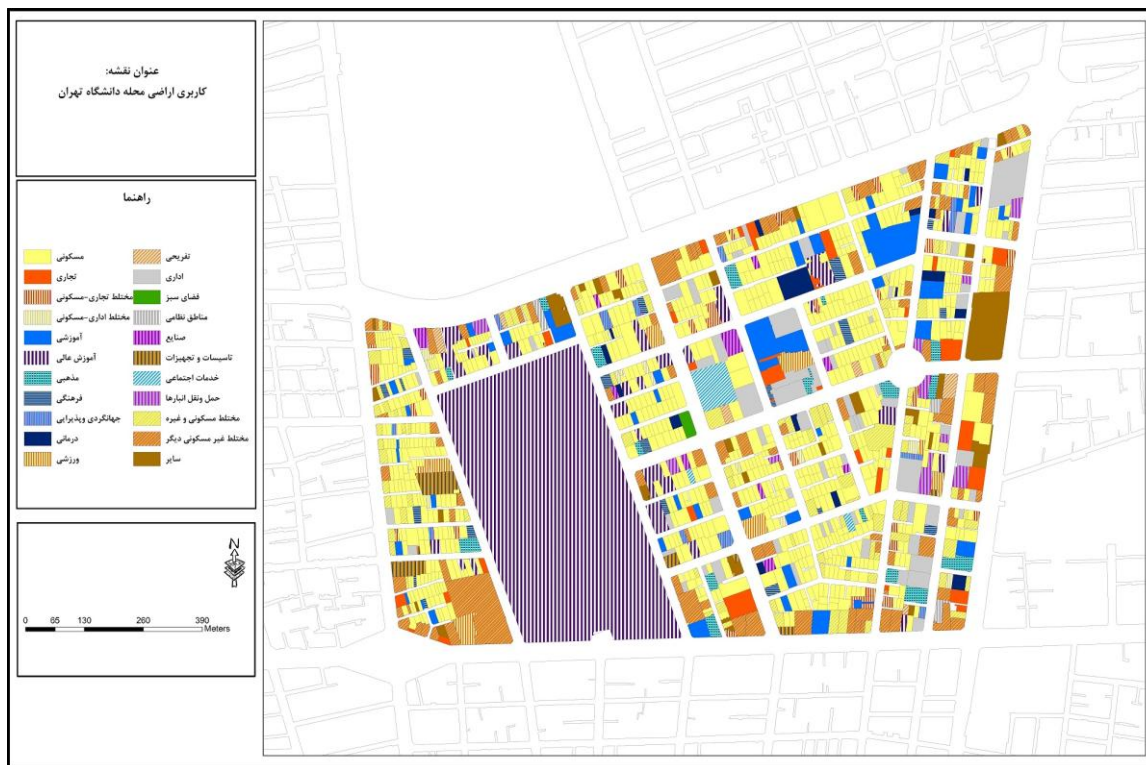 عنوان نقشه:
کاربری اراضی محله دانشگاه تهران
راهنما
مسکونی
تجاری
مختلط تجاری-مسکونی
مختلط اداری-مسکونی
آموزشی
آموزش عالی
مذهبی
فرهنگی
جهانگردی وپذیرایی
درمانی
ورزشی
تفریحی
اداری
فضای سبز
مناطق نظامی
صنایع
تاسیسات و تجهیزات
خدمات اجتماعی
حمل ونقل انبارها
مختلط مسکونی و غیره
مختلط غیر مسکونی دیگر
سایر
N
0 65 130 260 390
Meters